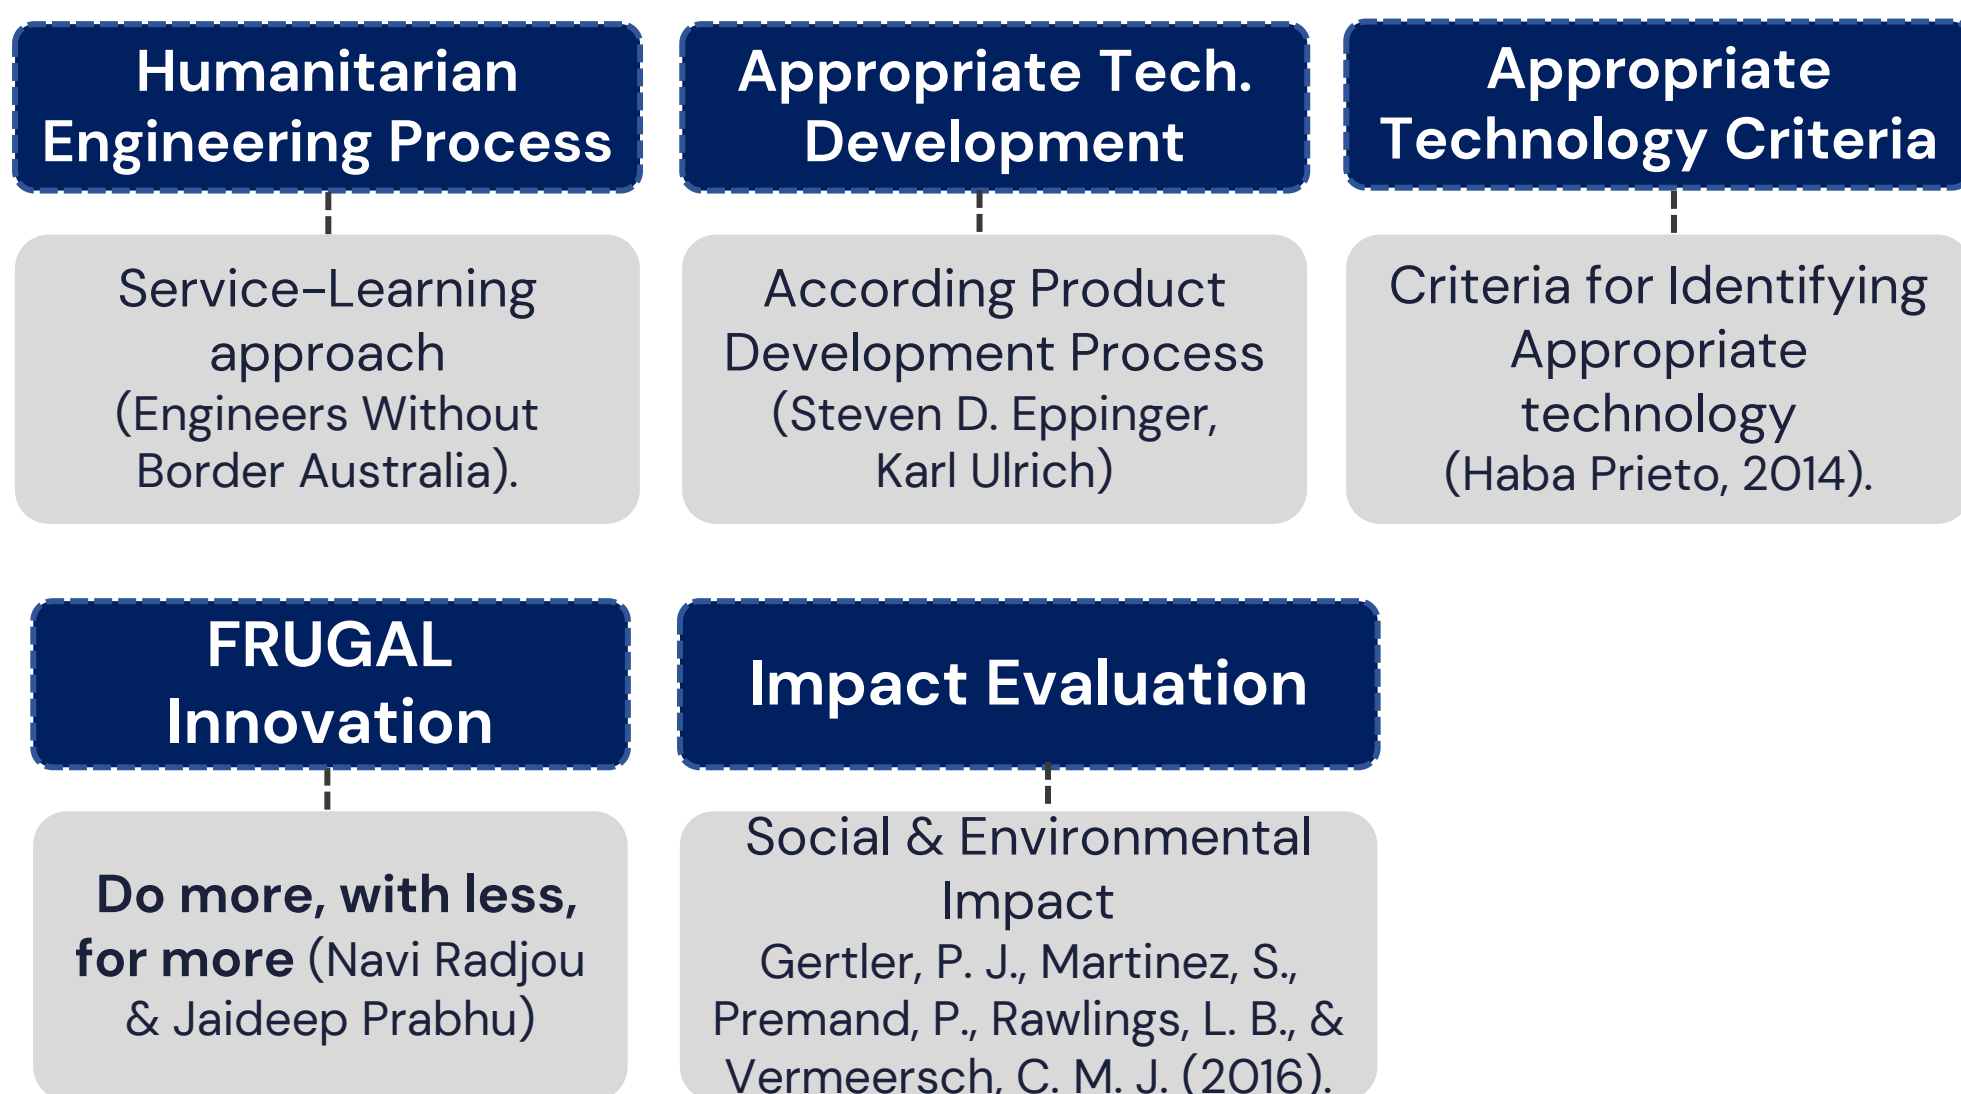 Humanitarian
Engineering Process
Service-Learning
approach
(Engineers Without
Border Australia).
Appropriate Tech.
Development
According Product
Development Process
(Steven D. Eppinger,
Karl Ulrich)
Appropriate
Technology Criteria
Criteria for Identifying
Appropriate
technology
(Haba Prieto, 2014).
FRUGAL
Innovation
Do more, with less,
for more (Navi Radjou
& Jaideep Prabhu)
Impact Evaluation
Social & Environmental
Impact
Gertler, P. J., Martinez, S.,
Premand, P., Rawlings, L. B., &
Vermeersch, C. M. J. (2016).